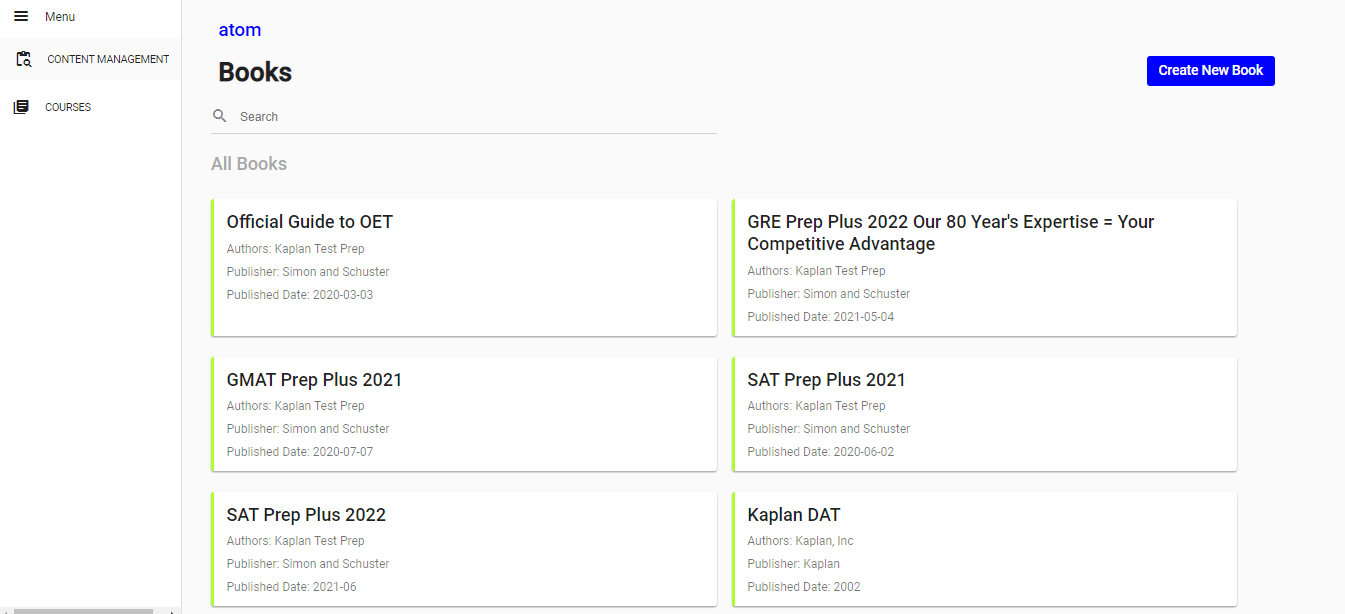 Menu
CONTENT MANAGEMENT
COURSES
atom
Books
Create New Book
Search
All Books
Official Guide to OET
Authors: Kaplan Test Prep
Publisher: Simon and Schuster
Published Date: 2020-03-03
GRE Prep Plus 2022 Our 80 Year's Expertise = Your
Competitive Advantage
Authors: Kaplan Test Prep
Publisher: Simon and Schuster
Published Date: 2021-05-04
GMAT Prep Plus 2021
Authors: Kaplan Test Prep
Publisher: Simon and Schuster
Published Date: 2020-07-07
SAT Prep Plus 2021
Authors: Kaplan Test Prep
Publisher: Simon and Schuster
Published Date: 2020-06-02
SAT Prep Plus 2022
Authors: Kaplan Test Prep
Publisher: Simon and Schuster
Published Date: 2021-06
Kaplan DAT
Authors: Kaplan, Inc
Publisher: Kaplan
Published Date: 2002